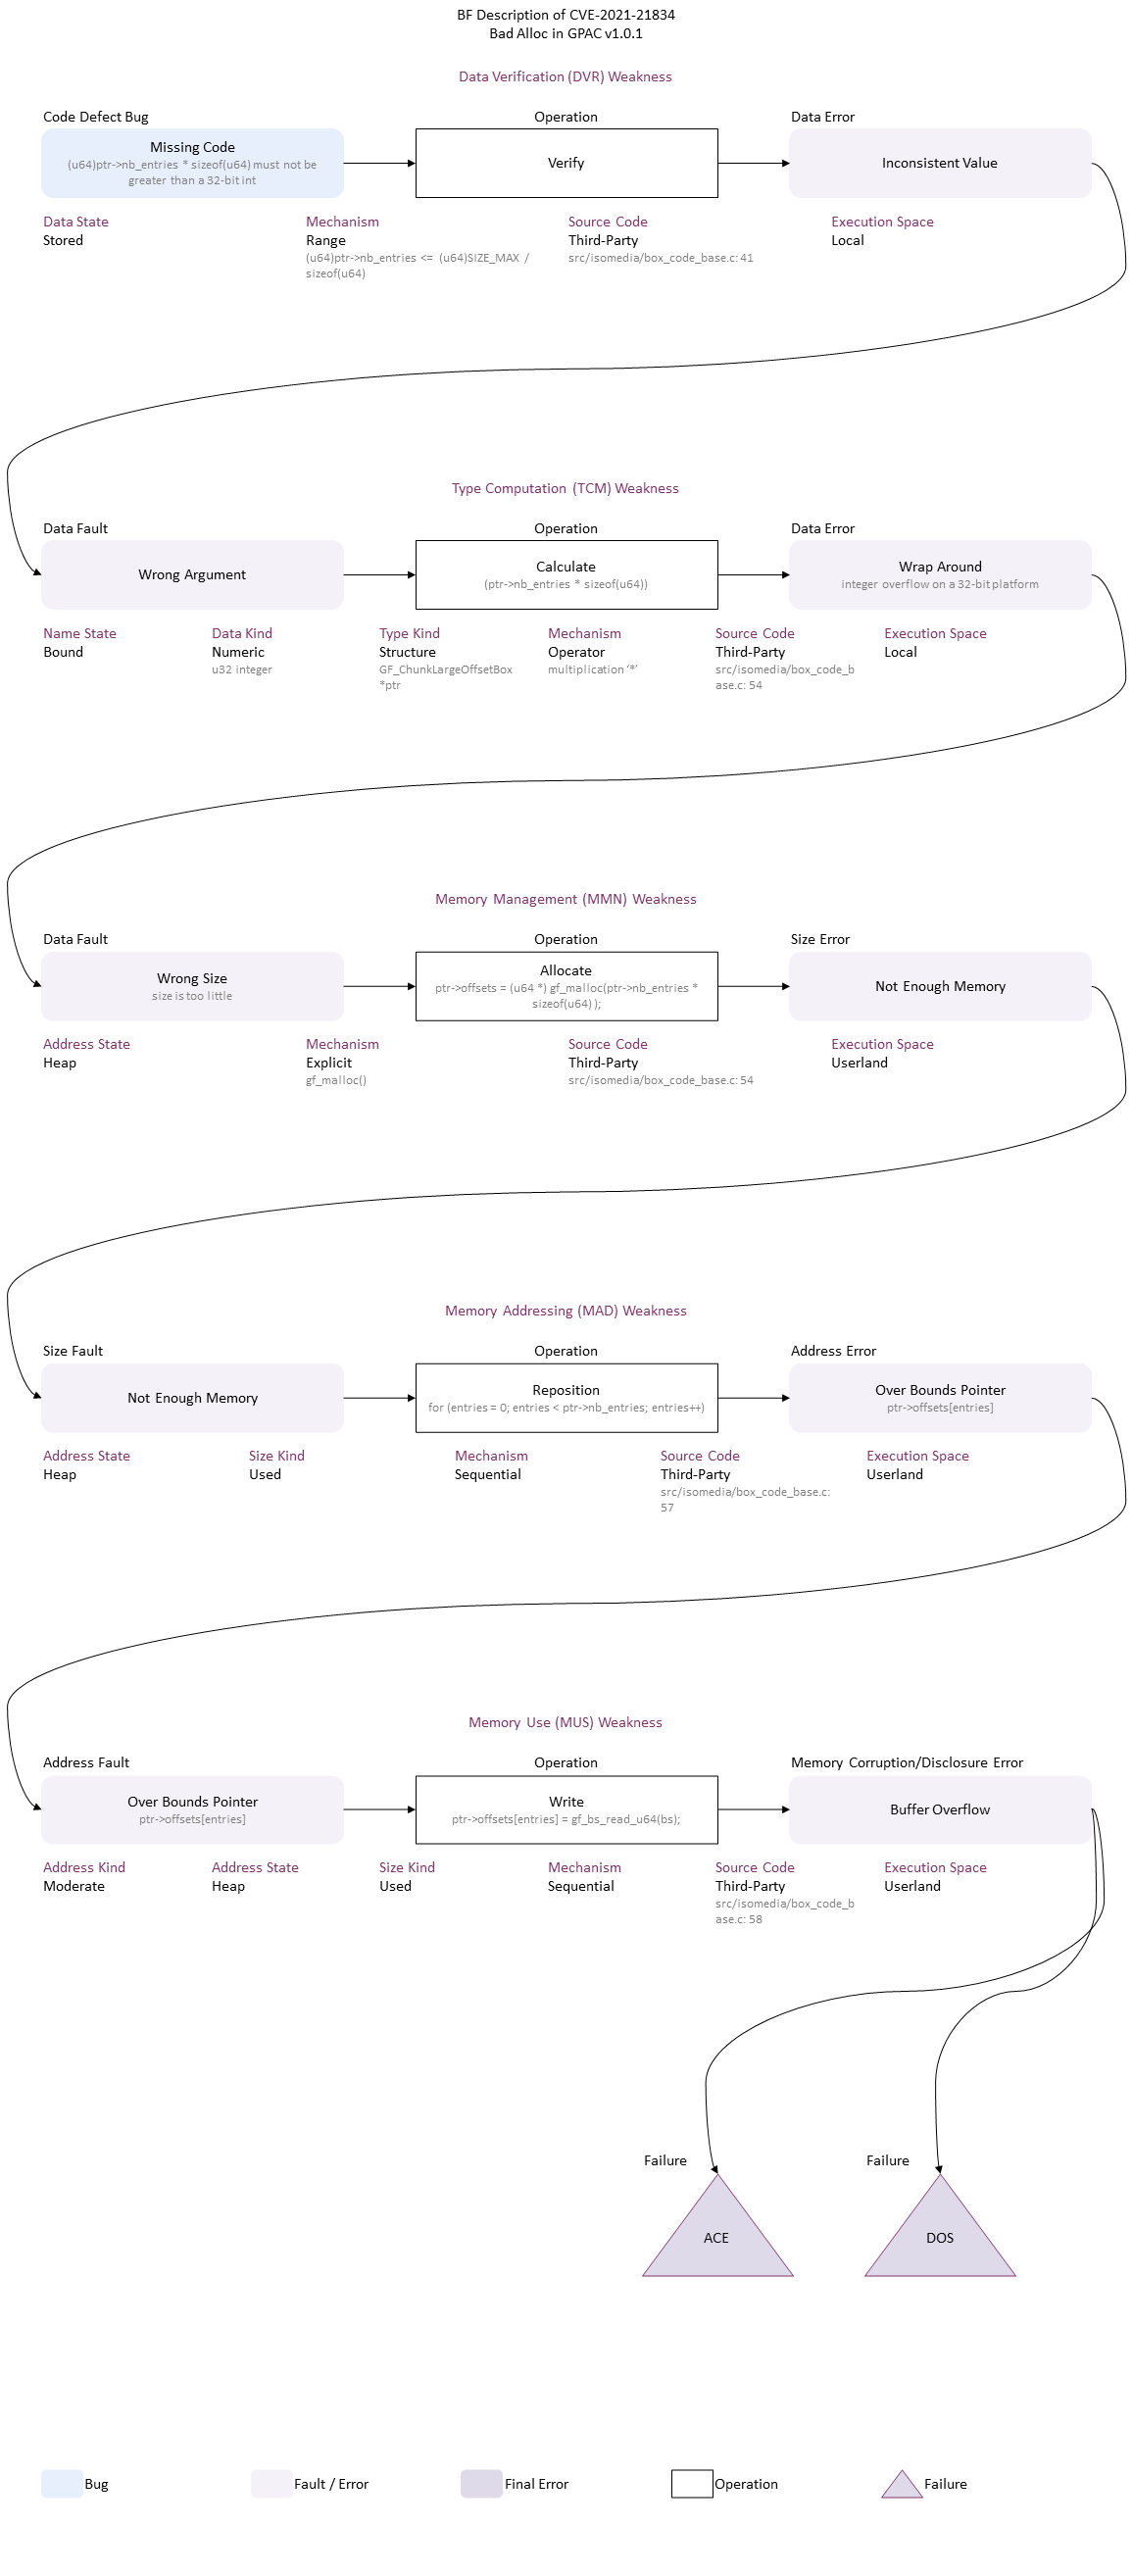 BF Description of CVE-2021-21834
Bad Alloc in GPAC v1.0.1
Data Verification (DVR) Weakness
Code Defect Bug
Operation
Data Error
Missing Code
(u64)ptr->nb_entries * sizeof(u64) must not be
greater than a 32-bit int
Verify
Inconsistent Value
Data State
Mechanism
Source Code
Execution Space
Stored
Range
Third-Party
Local
(u64)ptr->nb_entries <= (u64)SIZE_MAX /
sizeof(u64)
src/isomedia/box_code_base.c: 41
Type Computation (TCM) Weakness
Data Fault
Operation
Data Error
Wrong Argument
Calculate
(ptr->nb_entries * sizeof(u64))
Wrap Around
integer overflow on a 32-bit platform
Name State
Data Kind
Type Kind
Mechanism
Source Code
Execution Space
Bound
Numeric
Structure
Operator
Third-Party
Local
u32 integer
GF_ChunkLargeOffsetBox
*ptr
multiplication ‘*’
src/isomedia/box_code_b
ase.c: 54
Memory Management (MMN) Weakness
Data Fault
Operation
Size Error
Wrong Size
size is too little
Allocate
ptr->offsets = (u64 *) gf_malloc(ptr->nb_entries *
sizeof(u64) );
Not Enough Memory
Address State
Mechanism
Source Code
Execution Space
Heap
Explicit
Third-Party
Userland
gf_malloc()
src/isomedia/box_code_base.c: 54
Memory Addressing (MAD) Weakness
Size Fault
Operation
Address Error
Not Enough Memory
Reposition
for (entries = 0; entries < ptr->nb_entries; entries++)
Over Bounds Pointer
ptr->offsets[entries]
Address State
Size Kind
Mechanism
Source Code
Execution Space
Heap
Used
Sequential
Third-Party
Userland
src/isomedia/box_code_base.c:
57
Memory Use (MUS) Weakness
Address Fault
Operation
Memory Corruption/Disclosure Error
Over Bounds Pointer
ptr->offsets[entries]
Write
ptr->offsets[entries] = gf_bs_read_u64(bs);
Buffer Overflow
Address Kind
Address State
Size Kind
Mechanism
Source Code
Execution Space
Moderate
Heap
Used
Sequential
Third-Party
Userland
src/isomedia/box_code_b
ase.c: 58
Failure
Failure
ACE
DOS
Bug
Fault / Error
Final Error
Operation
Failure